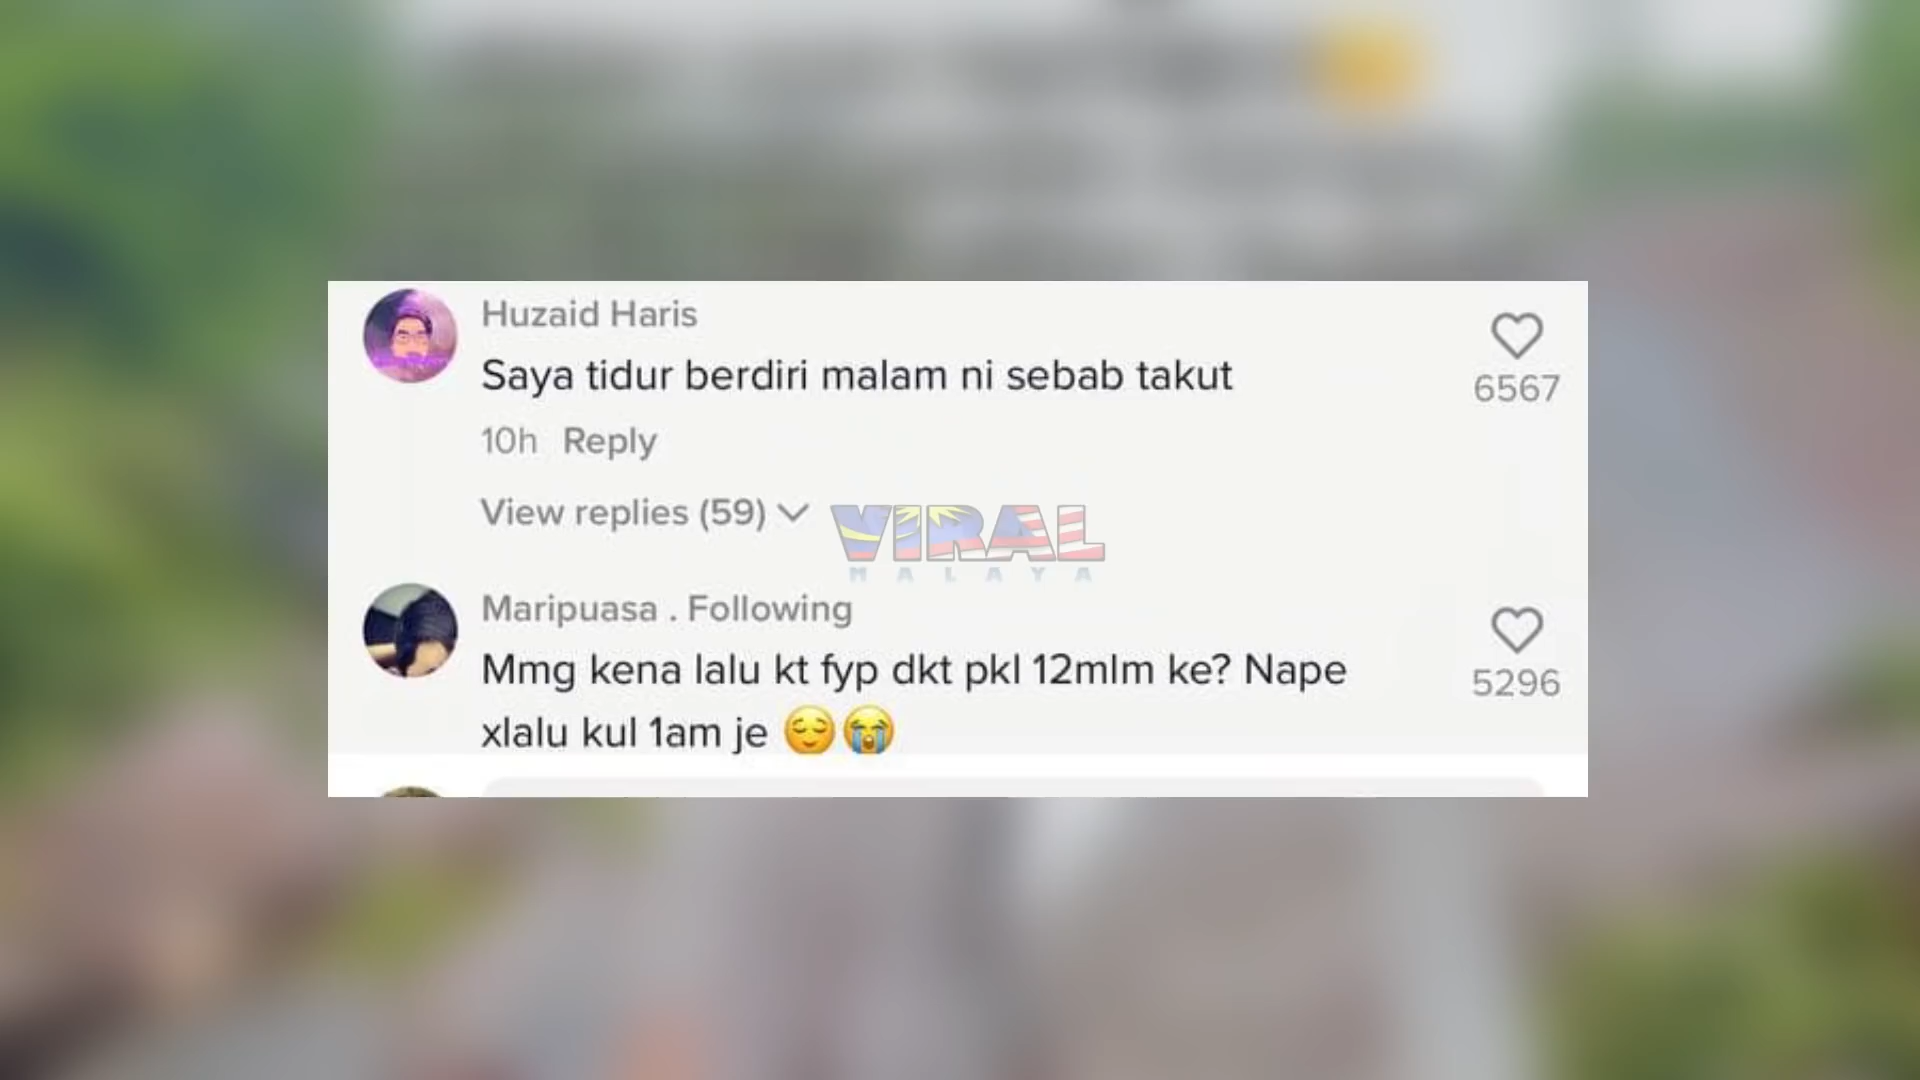 Huzaid Haris
Saya tidur berdiri malam ni sebab takut
6567
10h Reply
View replies (59)
VIRAL
MALAYA
Maripuasa . Following
Mmg kena lalu kt fyp dkt pkl 12mlm ke? Nape
xlalu kul 1am je 😌😭
5296